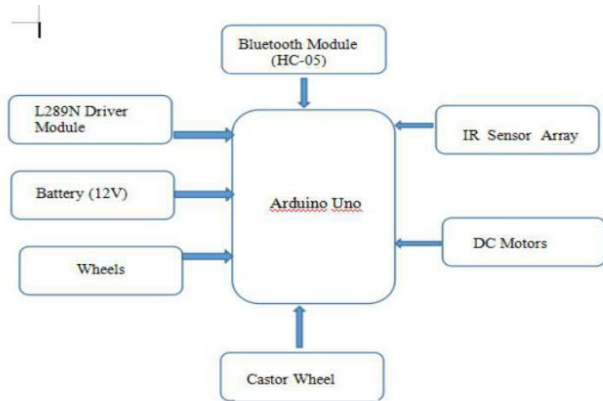 Bluetooth Module
(HC-05)
L289N Driver
Module
IR Sensor Array
Battery (12V)
Arduino Uno
DC Motors
Wheels
Castor Wheel